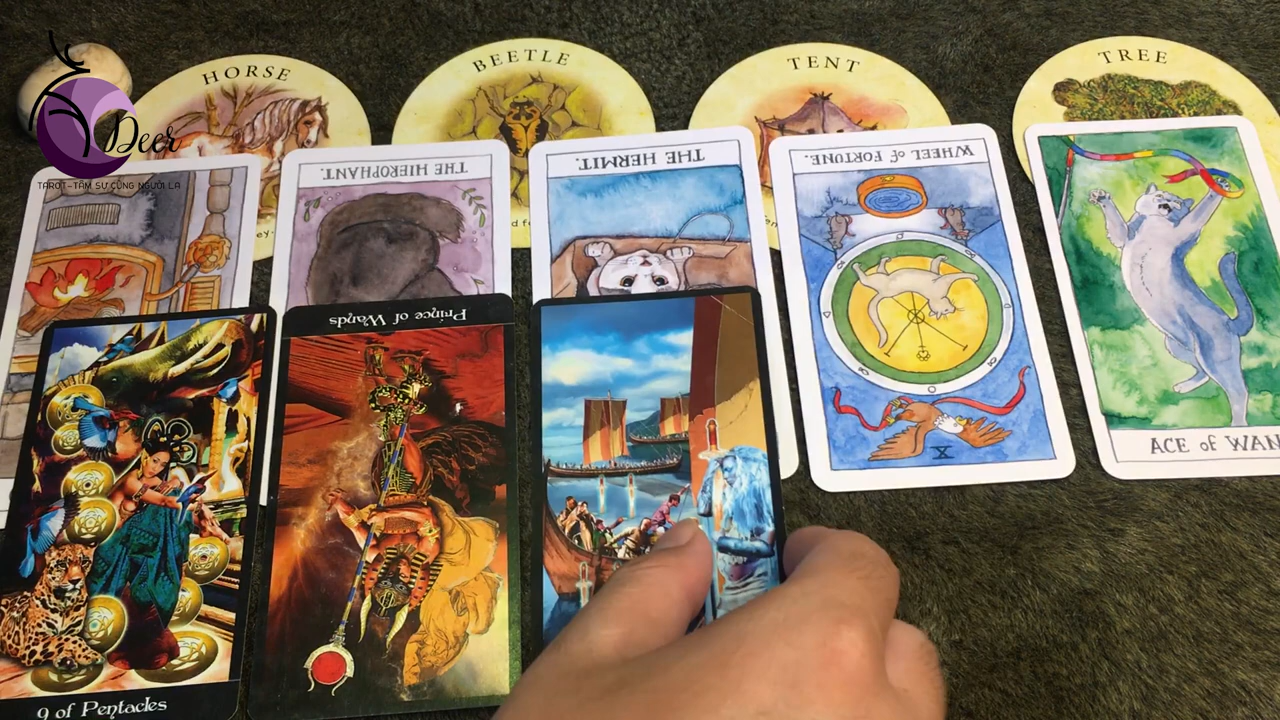 HORSE
BEETLE
TENT
TREE
Deer
TAROT-TÂM SỰ CÙNG NGƯỜI LẠ
THE HIEROPHANT.
THE HERMIT.
WHEEL of FORTUNE.
X
ACE of WAN
Prince of Wands
9 of Pentacles